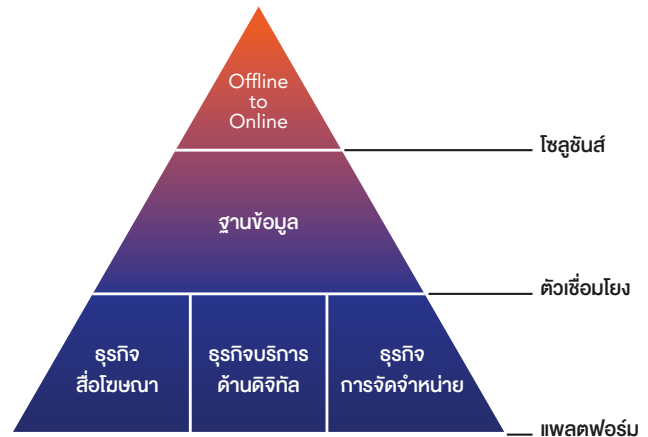 Offline
to
Online
โซลูชันส์
ฐานข้อมูล
ตัวเชื่อมโยง
ธุรกิจ
สื่อโฆษณา
ธุรกิจบริการ
ด้านดิจิทัล
ธุรกิจ
การจัดจำหน่าย
แพลตฟอร์ม